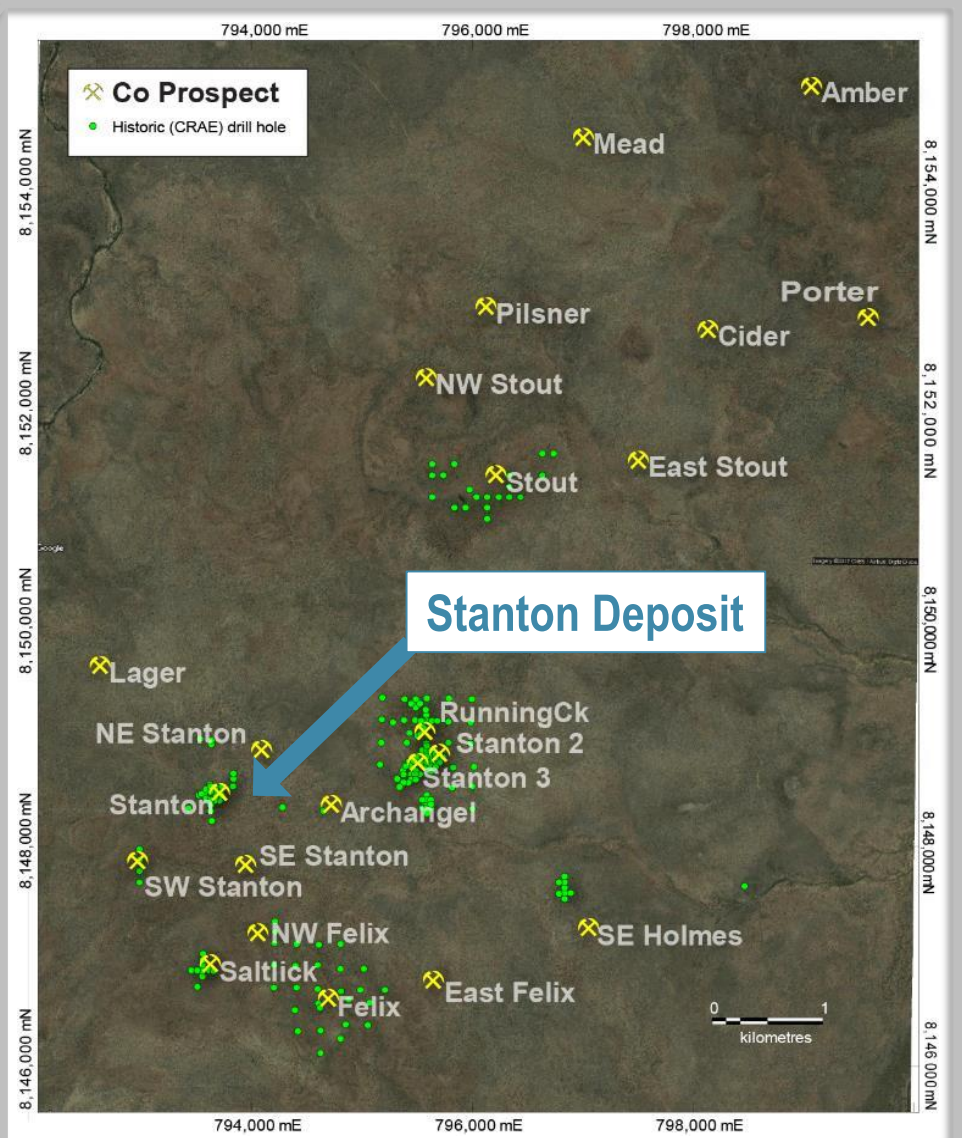 794,000 mE
796,000 mE
798,000 mE
Co Prospect
Historic (CRAE) drill hole
Amber
Mead
8,154,000 mN
8,154,000 mN
Porter
Pilsner
Cider
NW Stout
8,152,000 mN
8,152,000 mN
East Stout
Stout
Google
Stanton Deposit
8,150,000 mN
8,150,000 mN
Lager
RunningCk
NE Stanton
Stanton 2
Stanton 3
Stanton
Archangel
8,148,000 mN
8,148,000 mN
SE Stanton
SW Stanton
NW Felix
SE Holmes
Saltlick
East Felix
Felix
0 1
kilometres
8,146,000 mN
8,146 000 mN
794,000 mE
796,000 mE
798,000 mE